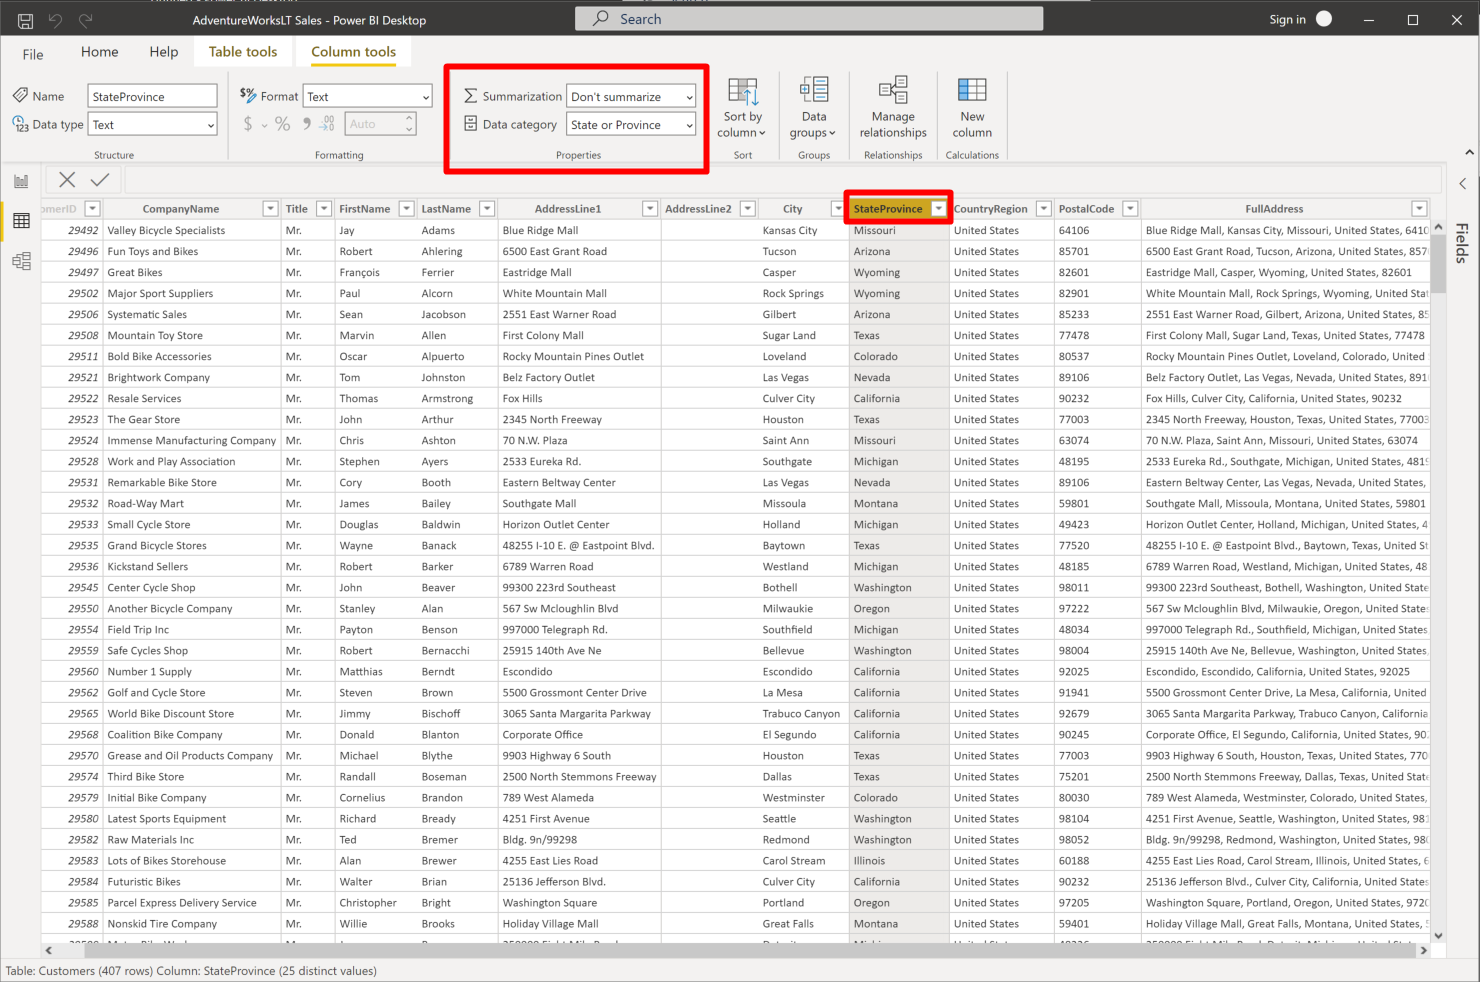 AdventureWorksLT Sales - Power BI Desktop
Search
Sign in
File
Home
Help
Table tools
Column tools
Name
StateProvince
Data type
Text
Structure
Format
Text
$ % 9
Auto
Formatting
Summarization
Don't summarize
Data category
State or Province
Properties
Sort by
column
Sort
Data
groups
Groups
Manage
relationships
Relationships
New
column
Calculations
omerID CompanyName Title FirstName LastName AddressLine1 AddressLine2 City StateProvince CountryRegion PostalCode FullAddress
29492 Valley Bicycle Specialists Mr. Jay Adams Blue Ridge Mall Kansas City Missouri United States 64106 Blue Ridge Mall, Kansas City, Missouri, United States, 6410
29496 Fun Toys and Bikes Mr. Robert Ahlering 6500 East Grant Road Tucson Arizona United States 85701 6500 East Grant Road, Tucson, Arizona, United States, 857
29497 Great Bikes Mr. François Ferrier Eastridge Mall Casper Wyoming United States 82601 Eastridge Mall, Casper, Wyoming, United States, 82601
29502 Major Sport Suppliers Mr. Paul Alcorn White Mountain Mall Rock Springs Wyoming United States 82901 White Mountain Mall, Rock Springs, Wyoming, United Stat
29506 Systematic Sales Mr. Sean Jacobson 2551 East Warner Road Gilbert Arizona United States 85233 2551 East Warner Road, Gilbert, Arizona, United States, 85
29508 Mountain Toy Store Mr. Marvin Allen First Colony Mall Sugar Land Texas United States 77478 First Colony Mall, Sugar Land, Texas, United States, 77478
29511 Bold Bike Accessories Mr. Oscar Alpuerto Rocky Mountain Pines Outlet Loveland Colorado United States 80537 Rocky Mountain Pines Outlet, Loveland, Colorado, United
29521 Brightwork Company Mr. Tom Johnston Belz Factory Outlet Las Vegas Nevada United States 89106 Belz Factory Outlet, Las Vegas, Nevada, United States, 891
29522 Resale Services Mr. Thomas Armstrong Fox Hills Culver City California United States 90232 Fox Hills, Culver City, California, United States, 90232
29523 The Gear Store Mr. John Arthur 2345 North Freeway Houston Texas United States 77003 2345 North Freeway, Houston, Texas, United States, 77003
29524 Immense Manufacturing Company Mr. Chris Ashton 70 N.W. Plaza Saint Ann Missouri United States 63074 70 N.W. Plaza, Saint Ann, Missouri, United States, 63074
29528 Work and Play Association Mr. Stephen Ayers 2533 Eureka Rd. Southgate Michigan United States 48195 2533 Eureka Rd., Southgate, Michigan, United States, 4819
29531 Remarkable Bike Store Mr. Cory Booth Eastern Beltway Center Las Vegas Nevada United States 89106 Eastern Beltway Center, Las Vegas, Nevada, United States,
29532 Road-Way Mart Mr. James Bailey Southgate Mall Missoula Montana United States 59801 Southgate Mall, Missoula, Montana, United States, 59801
29533 Small Cycle Store Mr. Douglas Baldwin Horizon Outlet Center Holland Michigan United States 49423 Horizon Outlet Center, Holland, Michigan, United States, 4
29535 Grand Bicycle Stores Mr. Wayne Banack 48255 I-10 E. @ Eastpoint Blvd. Baytown Texas United States 77520 48255 I-10 E. @ Eastpoint Blvd., Baytown, Texas, United St
29536 Kickstand Sellers Mr. Robert Barker 6789 Warren Road Westland Michigan United States 48185 6789 Warren Road, Westland, Michigan, United States, 48
29545 Center Cycle Shop Mr. John Beaver 99300 223rd Southeast Bothell Washington United States 98011 99300 223rd Southeast, Bothell, Washington, United State
29550 Another Bicycle Company Mr. Stanley Alan 567 Sw Mcloughlin Blvd Milwaukie Oregon United States 97222 567 Sw Mcloughlin Blvd, Milwaukie, Oregon, United States
29554 Field Trip Inc Mr. Payton Benson 997000 Telegraph Rd. Southfield Michigan United States 48034 997000 Telegraph Rd., Southfield, Michigan, United States
29559 Safe Cycles Shop Mr. Robert Bernacchi 25915 140th Ave Ne Bellevue Washington United States 98004 25915 140th Ave Ne, Bellevue, Washington, United States,
29560 Number 1 Supply Mr. Matthias Berndt Escondido Escondido California United States 92025 Escondido, Escondido, California, United States, 92025
29562 Golf and Cycle Store Mr. Steven Brown 5500 Grossmont Center Drive La Mesa California United States 91941 5500 Grossmont Center Drive, La Mesa, California, United
29565 World Bike Discount Store Mr. Jimmy Bischoff 3065 Santa Margarita Parkway Trabuco Canyon California United States 92679 3065 Santa Margarita Parkway, Trabuco Canyon, California
29568 Coalition Bike Company Mr. Donald Blanton Corporate Office El Segundo California United States 90245 Corporate Office, El Segundo, California, United States, 90
29570 Grease and Oil Products Company Mr. Michael Blythe 9903 Highway 6 South Houston Texas United States 77003 9903 Highway 6 South, Houston, Texas, United States, 770
29574 Third Bike Store Mr. Randall Boseman 2500 North Stemmons Freeway Dallas Texas United States 75201 2500 North Stemmons Freeway, Dallas, Texas, United Stat
29579 Initial Bike Company Mr. Cornelius Brandon 789 West Alameda Westminster Colorado United States 80030 789 West Alameda, Westminster, Colorado, United States,
29580 Latest Sports Equipment Mr. Richard Bready 4251 First Avenue Seattle Washington United States 98104 4251 First Avenue, Seattle, Washington, United States, 981
29582 Raw Materials Inc Mr. Ted Bremer Bldg. 9n/99298 Redmond Washington United States 98052 Bldg. 9n/99298, Redmond, Washington, United States, 980
29583 Lots of Bikes Storehouse Mr. Alan Brewer 4255 East Lies Road Carol Stream Illinois United States 60188 4255 East Lies Road, Carol Stream, Illinois, United States, 6
29584 Futuristic Bikes Mr. Walter Brian 25136 Jefferson Blvd. Culver City California United States 90232 25136 Jefferson Blvd., Culver City, California, United States
29585 Parcel Express Delivery Service Mr. Christopher Bright Washington Square Portland Oregon United States 97205 Washington Square, Portland, Oregon, United States, 9720
29588 Nonskid Tire Company Mr. Willie Brooks Holiday Village Mall Great Falls Montana United States 59401 Holiday Village Mall, Great Falls, Montana, United States,
Fields
Table: Customers (407 rows) Column: StateProvince (25 distinct values)